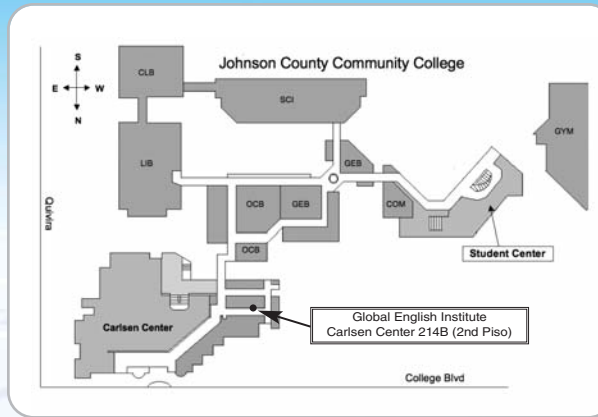 Johnson County Community College
S
E W
N
CLB
SCI
GYM
LIB
GEB
OCB
GEB
COM
OCB
Quivira
Student Center
Carlsen Center
Global English Institute
Carlsen Center 214B (2nd Piso)
College Blvd